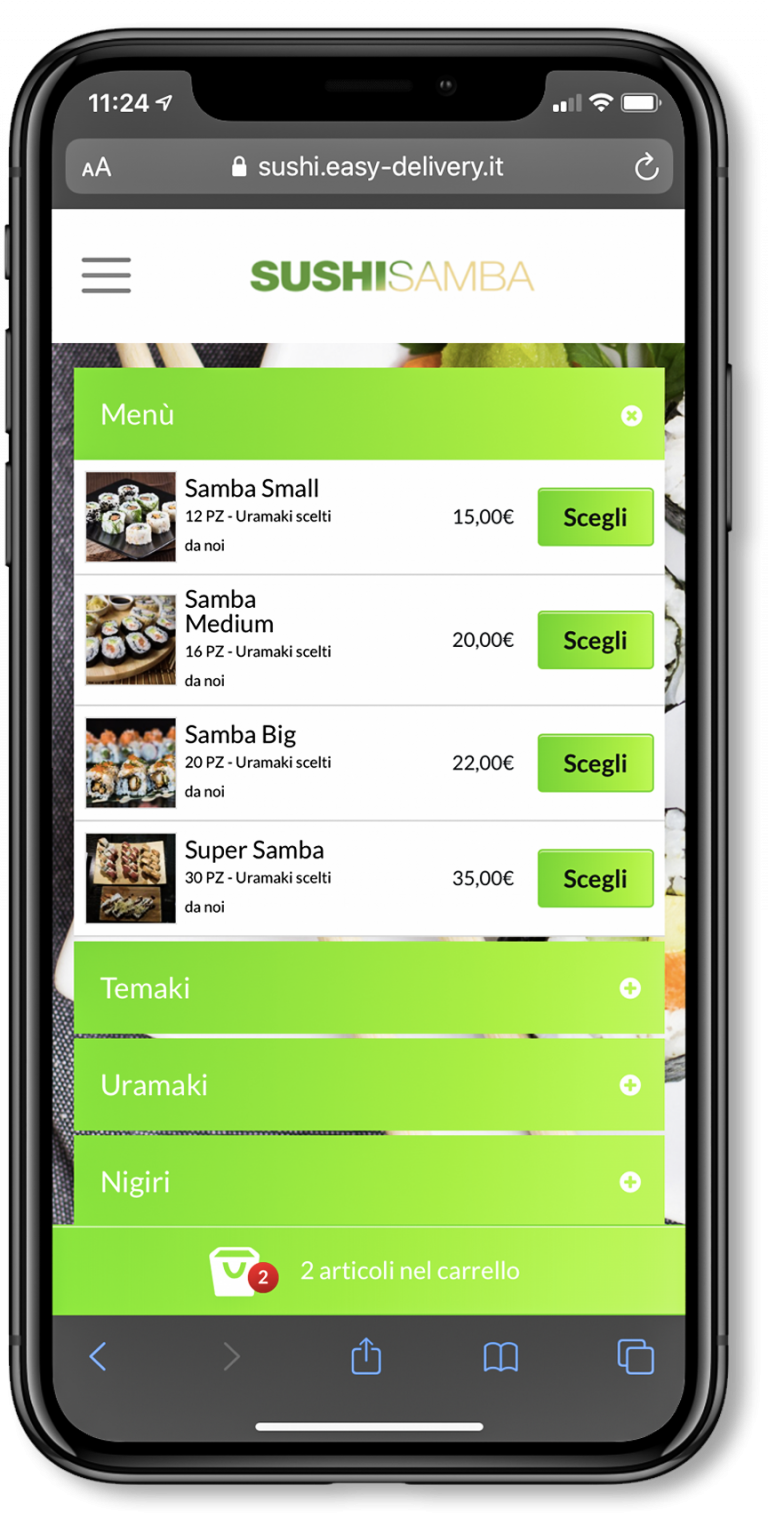 11:24
AA sushi.easy-delivery.it
SUSHISAMBA
Menù
Samba Small
12 PZ - Uramaki scelti
da noi
15,00€
Scegli
Samba
Medium
16 PZ - Uramaki scelti
da noi
20,00€
Scegli
Samba Big
20 PZ - Uramaki scelti
da noi
22,00€
Scegli
Super Samba
30 PZ - Uramaki scelti
da noi
35,00€
Scegli
Temaki
Uramaki
Nigiri
2
2 articoli nel carrello